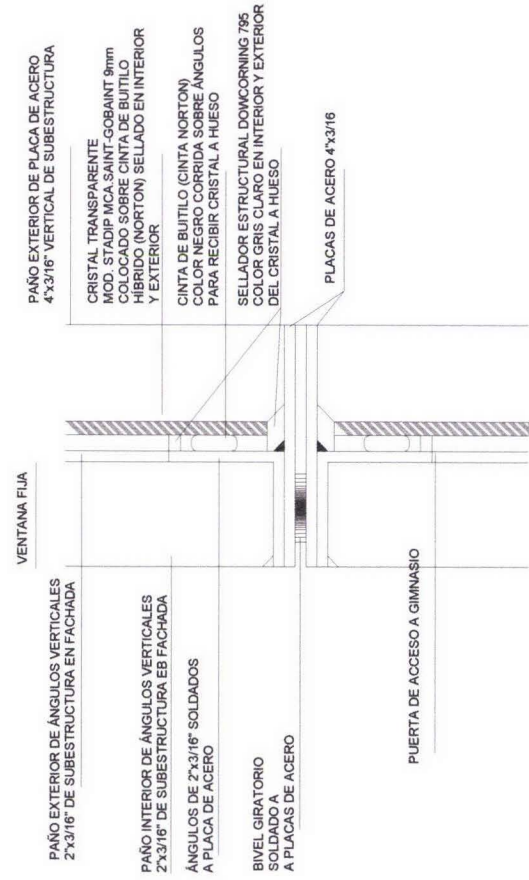 VENTANA FIJA
PAÑO EXTERIOR DE ÁNGULOS VERTICALES
2"x3/16" DE SUBESTRUCTURA EN FACHADA
PAÑO INTERIOR DE ÁNGULOS VERTICALES
2"x3/16" DE SUBESTRUCTURA EB FACHADA
ÁNGULOS DE 2"x3/16" SOLDADOS
A PLACA DE ACERO
BIVEL GIRATORIO
SOLDADO A
A PLACAS DE ACERO
PUERTA DE ACCESO A GIMNASIO
PAÑO EXTERIOR DE PLACA DE ACERO
4"x3/16" VERTICAL DE SUBESTRUCTURA
CRISTAL TRANSPARENTE
MOD. STADIP MCA.SAINT-GOBAINT 9mm
COLOCADO SOBRE CINTA DE BUITILO
HÍBRIDO (NORTON) SELLADO EN INTERIOR
Y EXTERIOR
CINTA DE BUITILO (CINTA NORTON)
COLOR NEGRO CORRIDA SOBRE ÁNGULOS
PARA RECIBIR CRISTAL A HUESO
SELLADOR ESTRUCTURAL DOWCORNING 795
COLOR GRIS CLARO EN INTERIOR Y EXTERIOR
DEL CRISTAL A HUESO
PLACAS DE ACERO 4"x3/16